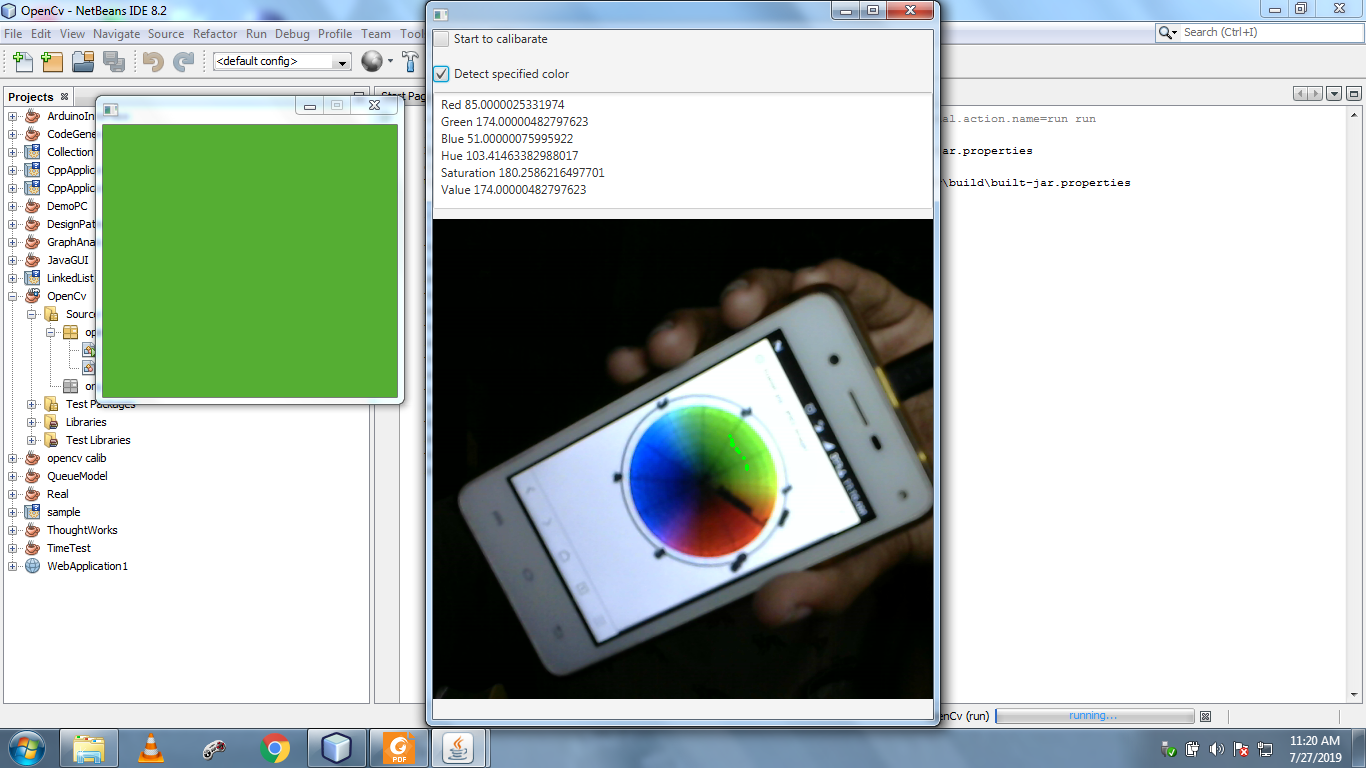 OpenCv - NetBeans IDE 8.2
File Edit View Navigate Source Refactor Run Debug Profile Team Tool
Search (Ctrl+I)
<default config>
Projects
Start Pag
ArduinoIn
CodeGene
Collection
CppApplic
CppApplic
DemoPC
DesignPat
GraphAna
JavaGUI
LinkedList
OpenCv
Source
op
Test Packages
Libraries
Test Libraries
opencv calib
QueueModel
Real
sample
ThoughtWorks
TimeTest
WebApplication1
Start to calibarate
Detect specified color
Red 85.0000025331974
Green 174.00000482797623
Blue 51.00000075995922
Hue 103.41463382988017
Saturation 180.2586216497701
Value 174.00000482797623
al.action.name=run run
ar.properties
\build\built-jar.properties
enCv (run)
running...
PDF
11:20 AM
7/27/2019